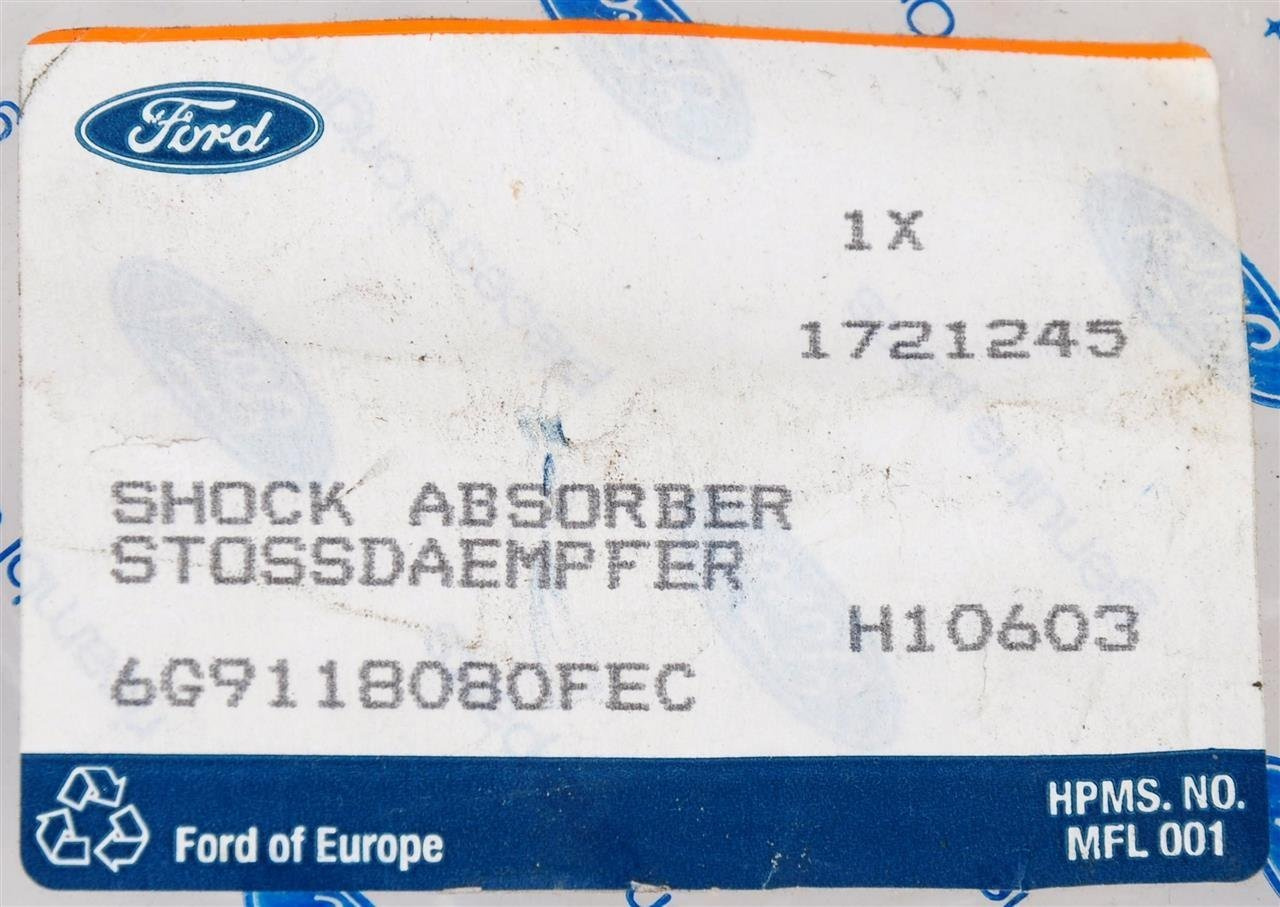 Ford
1X
1721245
SHOCK ABSORBER
STOSSDAEMPFER
H10603
6G9118080FEC
HPMS. NO.
MFL 001
Ford of Europe